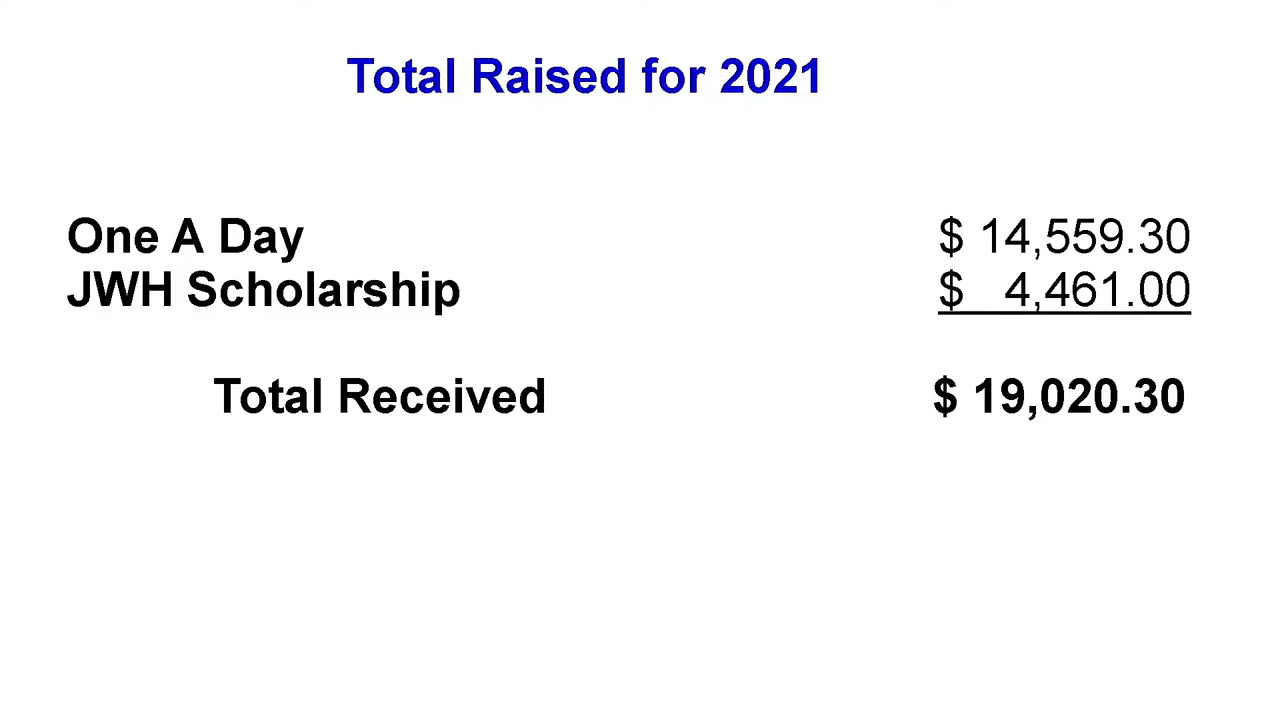 Total Raised for 2021
One A Day $ 14,559.30
JWH Scholarship $ 4,461.00
Total Received $ 19,020.30